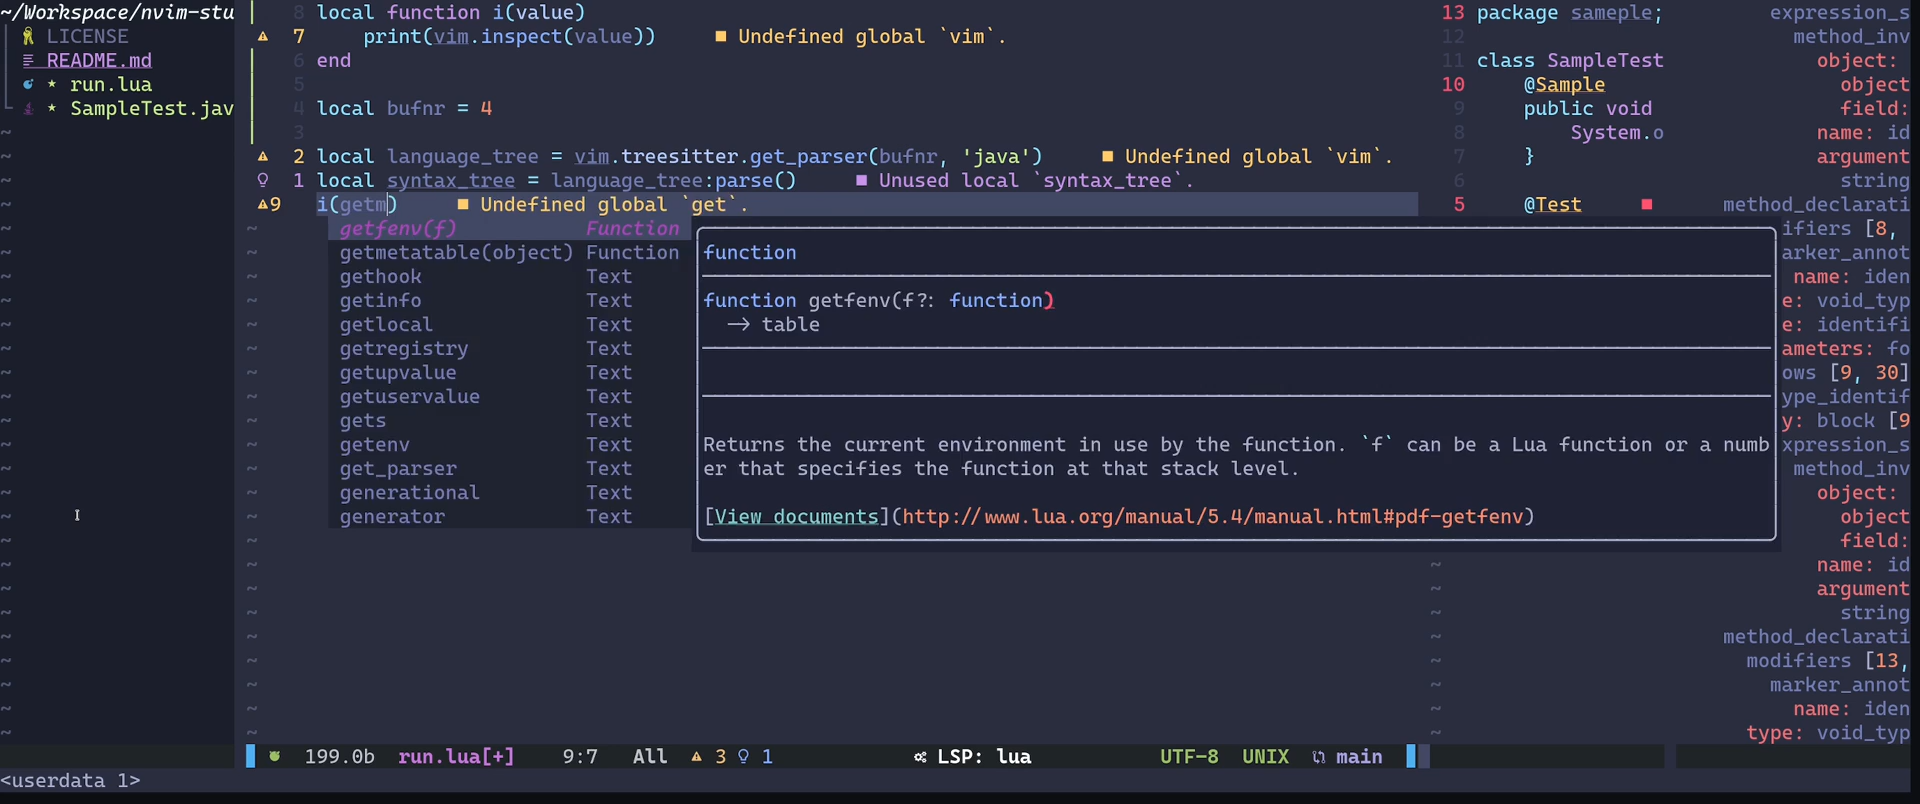 ~/Workspace/nvim-stu
LICENSE
README.md
* run.lua
* SampleTest.jav
8 local function i(value)
7 print(vim.inspect(value)) ■ Undefined global `vim`.
6 end
5
4 local bufnr = 4
3
2 local language_tree = vim.treesitter.get_parser(bufnr, 'java') ■ Undefined global `vim`.
1 local syntax_tree = language_tree:parse() ■ Unused local `syntax_tree`.
9 i(getm) ■ Undefined global `get`.
getfenv(f) Function
getmetatable(object) Function
gethook Text
getinfo Text
getlocal Text
getregistry Text
getupvalue Text
getuservalue Text
gets Text
getenv Text
get_parser Text
generational Text
generator Text
function
function getfenv(f?: function)
→ table
Returns the current environment in use by the function. `f` can be a Lua function or a numb
er that specifies the function at that stack level.
[View documents](http://www.lua.org/manual/5.4/manual.html#pdf-getfenv)
13 package sameple;
12
11 class SampleTest
10 @Sample
9 public void
8 System.o
7 }
6
5 @Test ■
expression_s
method_inv
object:
object
field:
name: id
argument
string
method_declarati
ifiers [8,
arker_annot
name: iden
e: void_typ
e: identifi
ameters: fo
ows [9, 30]
ype_identif
y: block [9
xpression_s
method_inv
object:
object
field:
name: id
argument
string
method_declarati
modifiers [13,
marker_annot
name: iden
type: void_typ
199.0b run.lua[+] 9:7 All 3 1 LSP: lua UTF-8 UNIX main
<userdata 1>